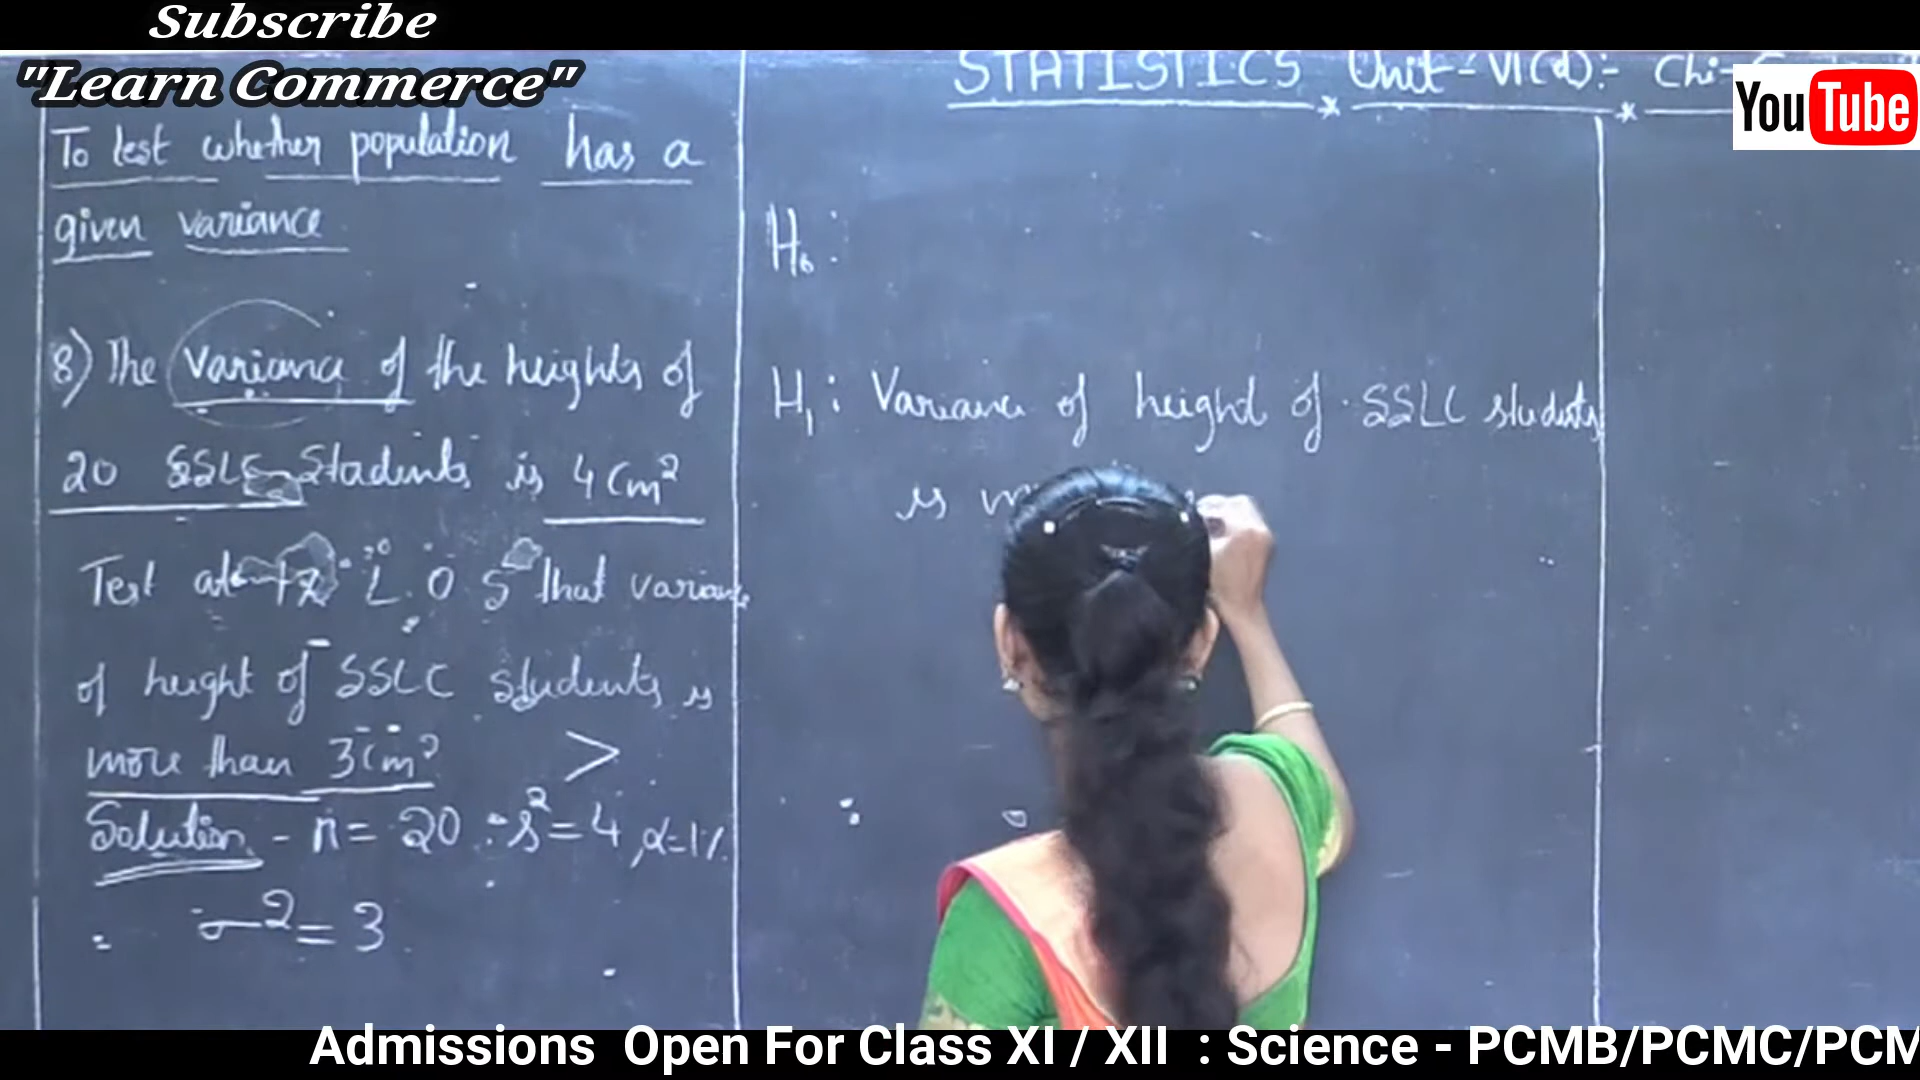 Subscribe
"Learn Commerce"
STATISTICS Unit - VI(d):- Chi-
YouTube
To test whether population has a
given variance
8) The Variance of the heights of
20 SSLC Students is 4 Cm²
Test at 1% L.O.S that variance
of height of SSLC students is
more than 3Cm² >
Solution - n = 20 s² = 4, α=1%
σ² = 3
H₀:
H₁: Variance of height of SSLC students
is
Admissions Open For Class XI / XII : Science - PCMB/PCMC/PCM